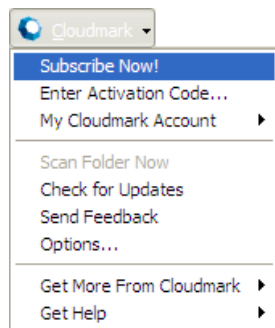 Cloudmark
Subscribe Now!
Enter Activation Code...
My Cloudmark Account
Scan Folder Now
Check for Updates
Send Feedback
Options...
Get More From Cloudmark
Get Help